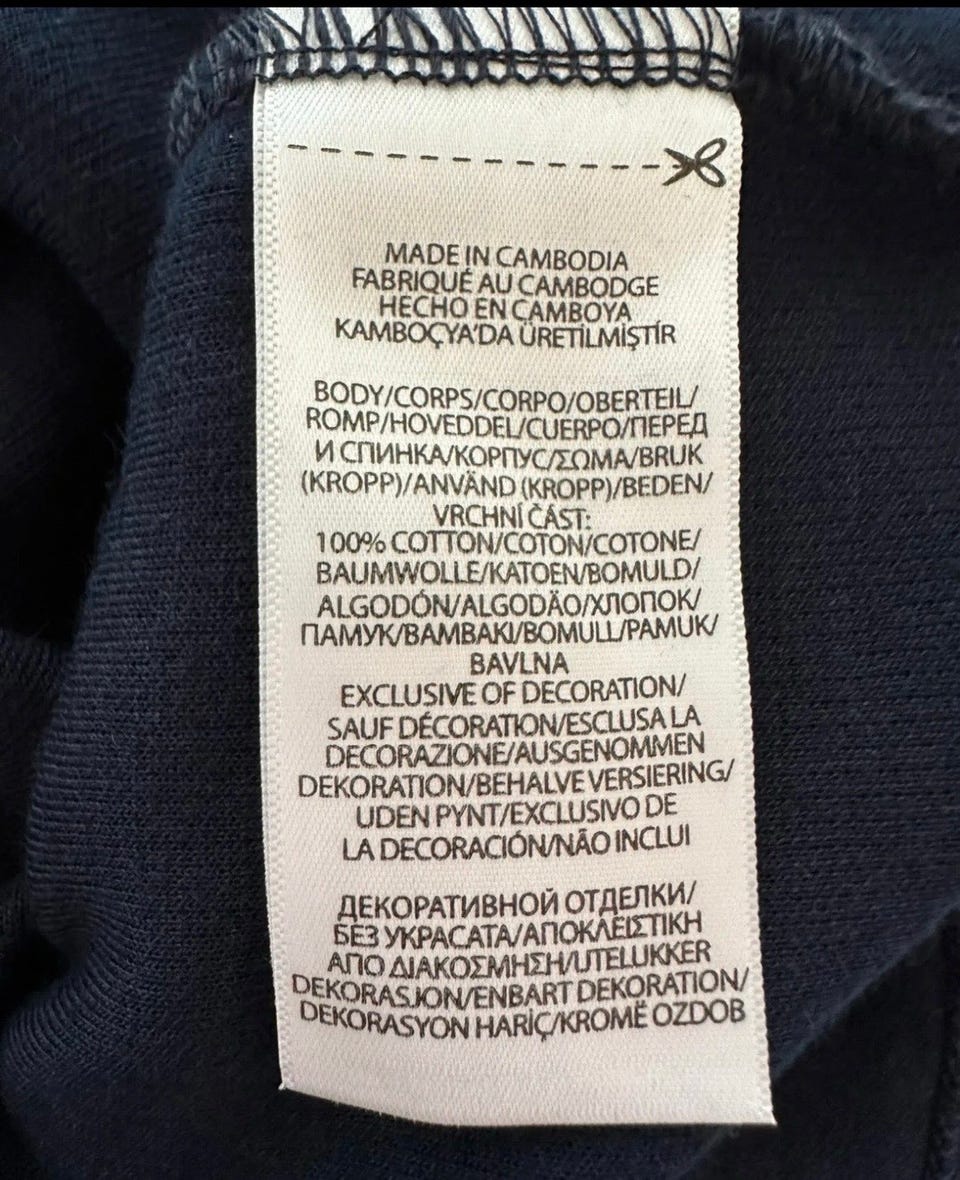 MADE IN CAMBODIA
FABRIQUÉ AU CAMBODGE
HECHO EN CAMBOYA
KAMBOÇYA'DA ÜRETİLMİŞTİR
BODY/CORPS/CORPO/OBERTEIL/
ROMP/HOVEDDEL/CUERPO/ПЕРЕД
И СПИНКА/КОРПУС/ΣΩΜΑ/BRUK
(KROPP)/ANVÄND (KROPP)/BEDEN/
VRCHNÍ ČÁST:
100% COTTON/COTON/COTONE/
BAUMWOLLE/KATOEN/BOMULD/
ALGODÓN/ALGODÃO/ХЛОПОК/
ПАМУК/BAMBAKI/BOMULL/PAMUK/
BAVLNA
EXCLUSIVE OF DECORATION/
SAUF DÉCORATION/ESCLUSA LA
DECORAZIONE/AUSGENOMMEN
DEKORATION/BEHALVE VERSIERING/
UDEN PYNT/EXCLUSIVO DE
LA DECORACIÓN/NÃO INCLUI
ДЕКОРАТИВНОЙ ОТДЕЛКИ/
БЕЗ УКРАСАТА/ΑΠΟΚΛΕΙΣΤΙΚΗ
ΑΠΟ ΔΙΑΚΟΣΜΗΣΗ/UTELUKKER
DEKORASJON/ENBART DEKORATION/
DEKORASYON HARİÇ/KROMĚ OZDOB